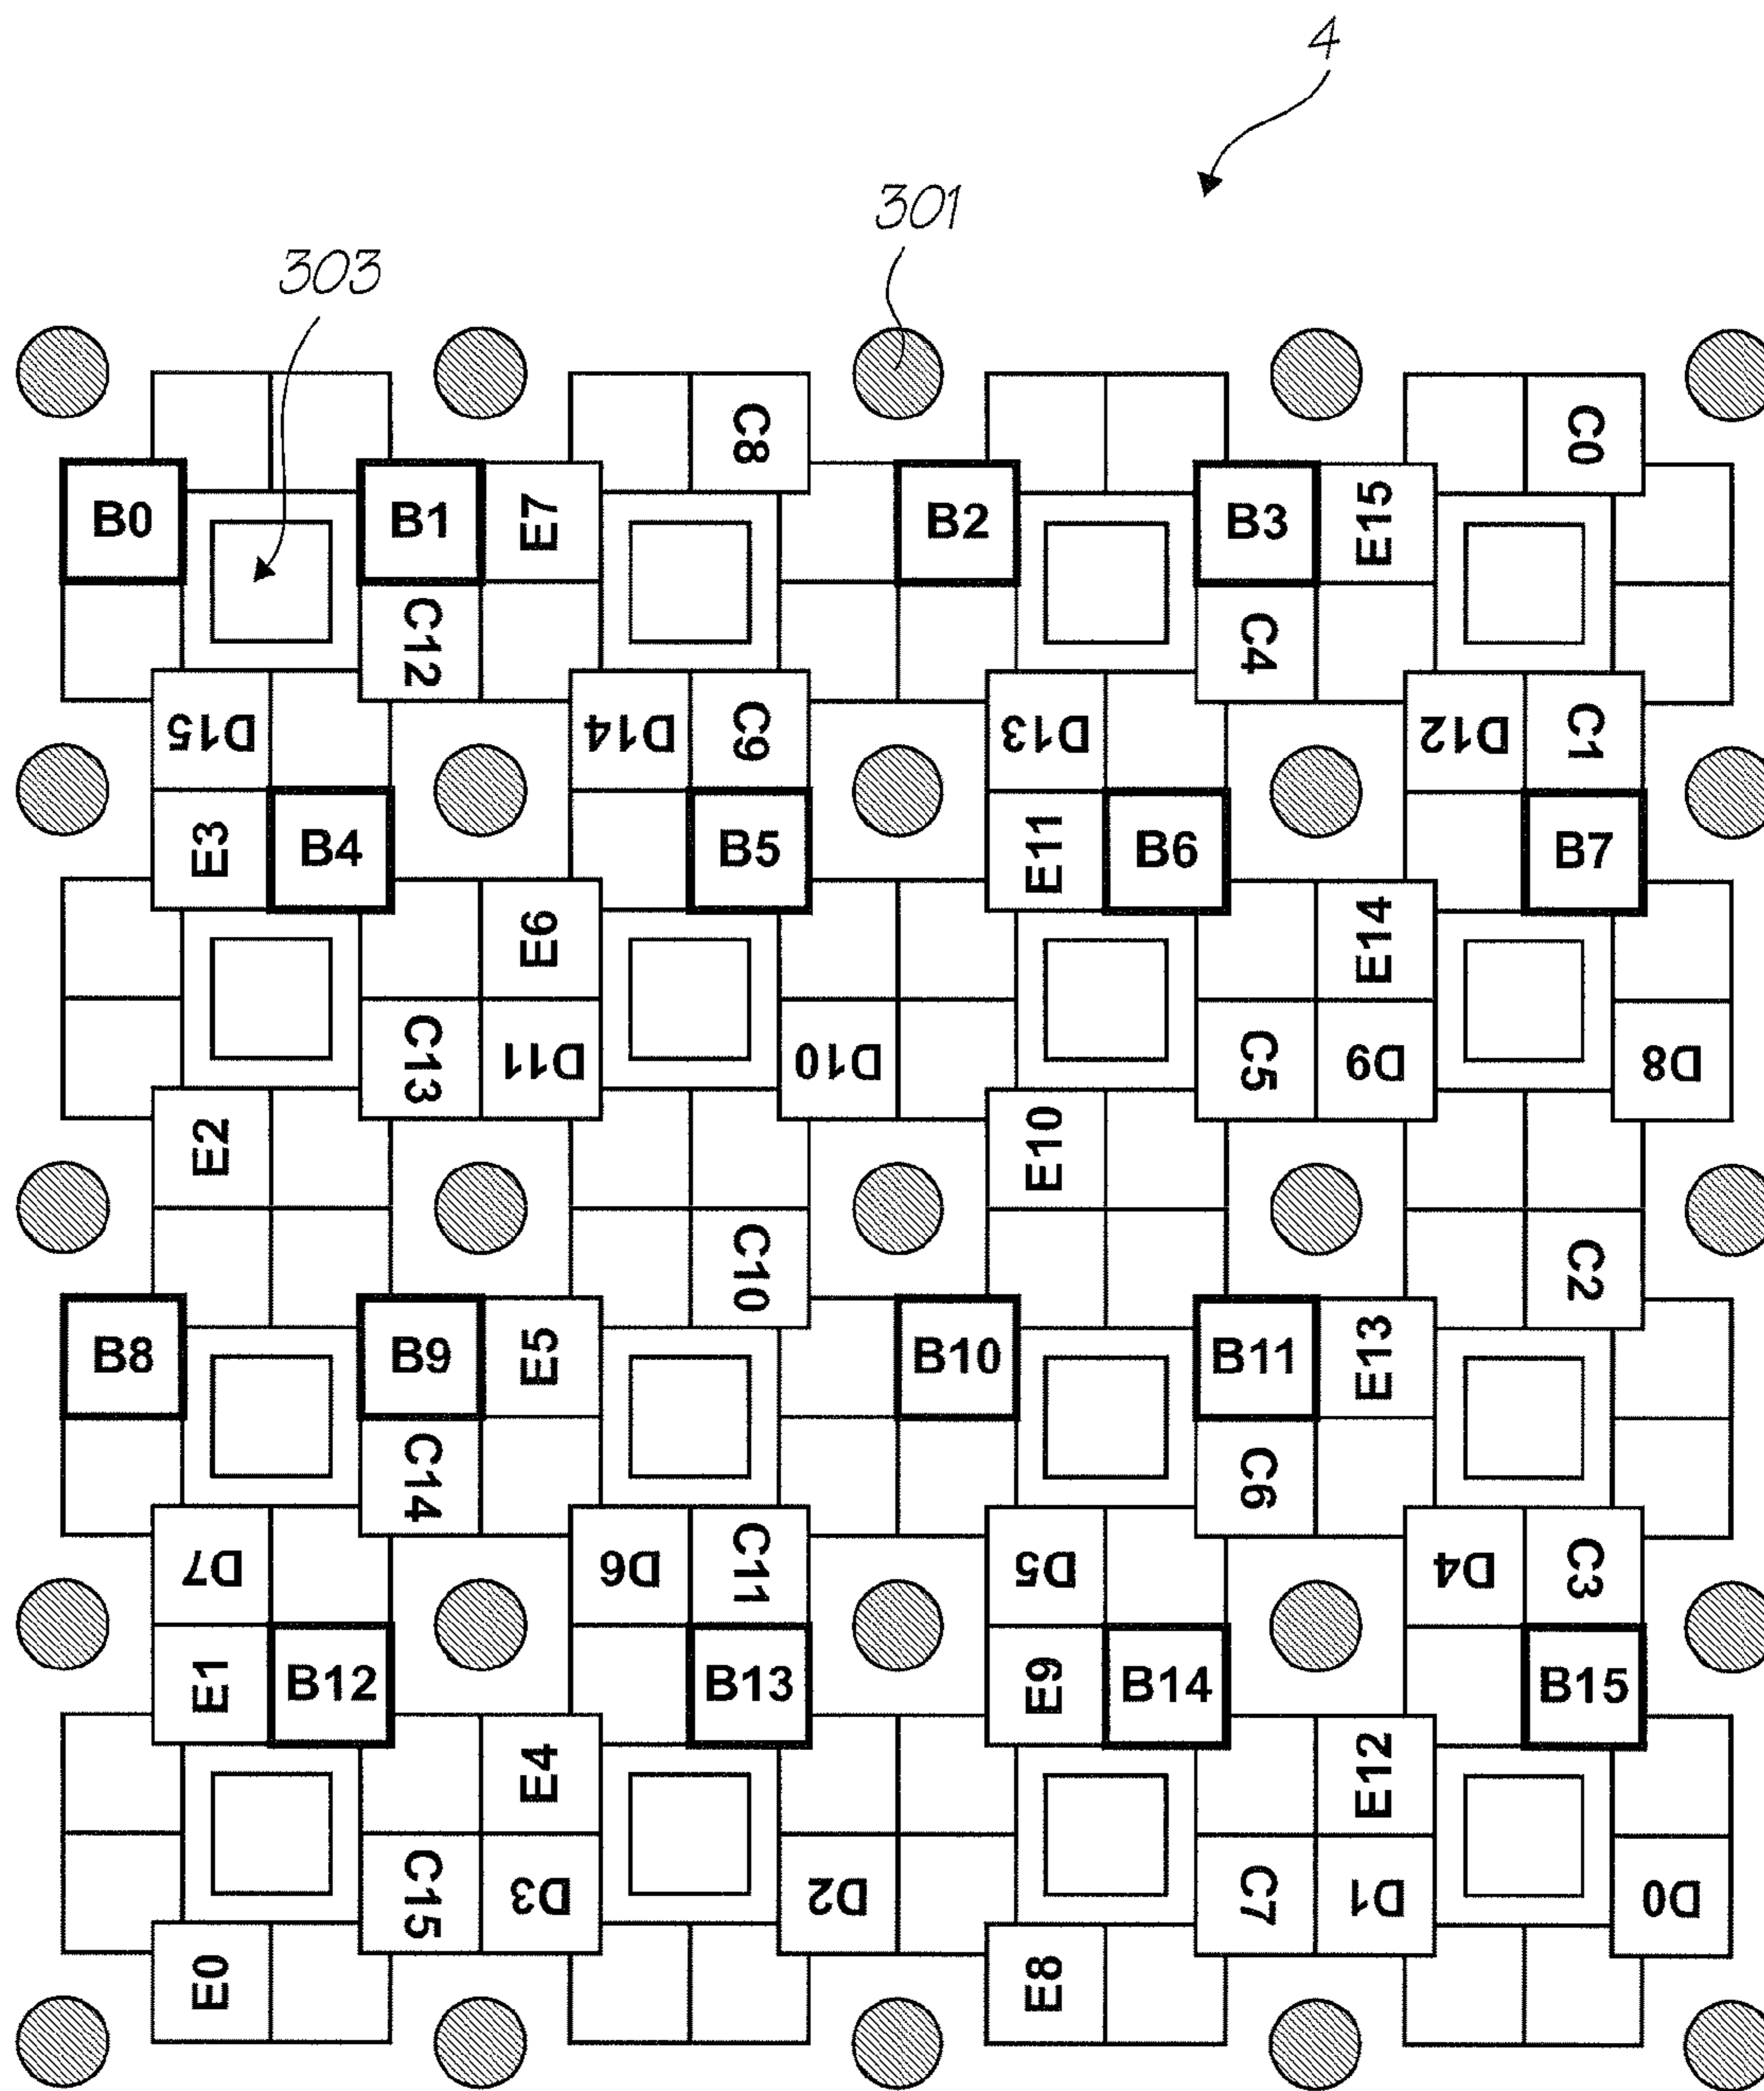 4
301
303
C8 C0
B0 B1 E7 B2 B3 E15
C12 C4
D15 D14 C9 D13 D12 C1
E3 B4 B5 E11 B6 B7
E6 E14
C13 D11 D10 C5 D9 D8
E2 E10
C10 C2
B8 B9 E5 B10 B11 E13
C14 C6
D7 D6 C11 D5 D4 C3
E1 B12 B13 E9 B14 B15
E4 E12
C15 D3 D2 C7 D1 D0
E0 E8